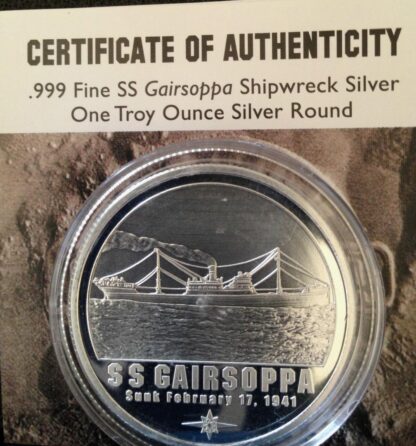 CERTIFICATE OF AUTHENTICITY
.999 Fine SS Gairsoppa Shipwreck Silver
One Troy Ounce Silver Round
SS GAIRSOPPA
Sunk February 17, 1941